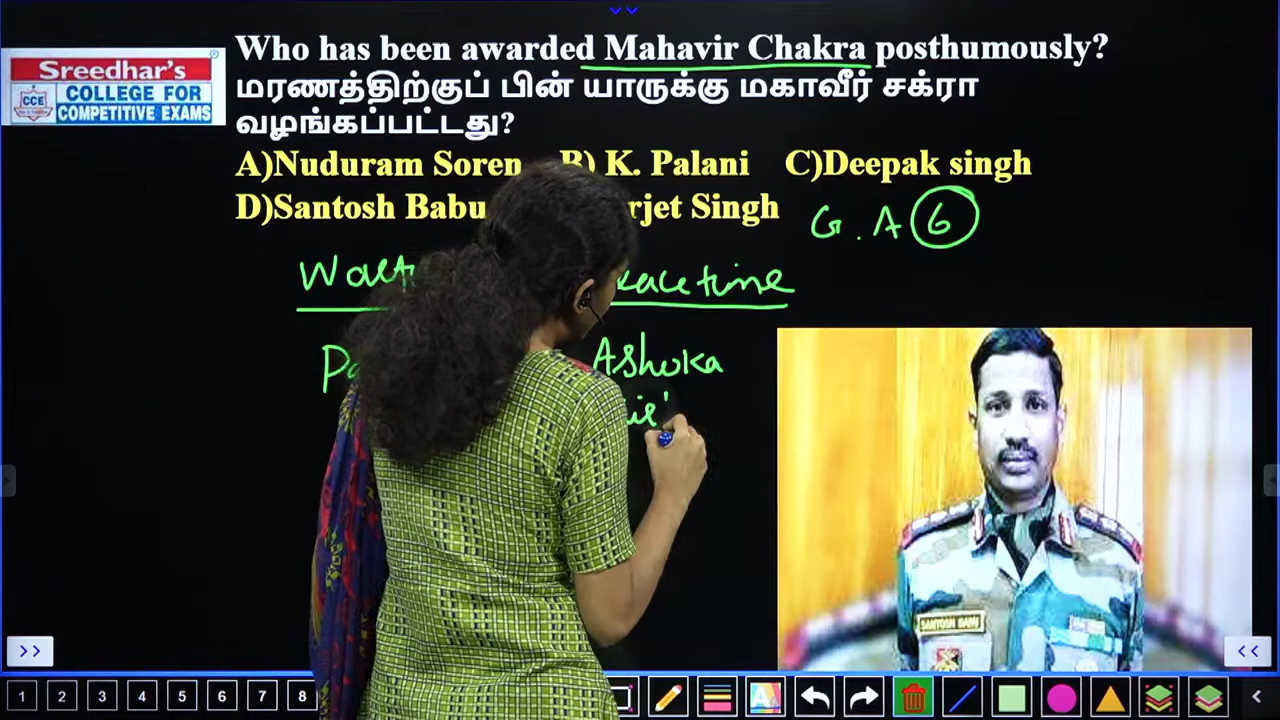 Sreedhar's
CCE
COLLEGE FOR
COMPETITIVE EXAMS
Who has been awarded Mahavir Chakra posthumously?
மரணத்திற்குப் பின் யாருக்கு மகாவீர் சக்ரா
வழங்கப்பட்டது?
A)Nuduram Soren B) K. Palani C)Deepak singh
D)Santosh Babu Singh
G.A 6
Ashoka
SANTOSH BABU
>> <<
1 2 3 4 5 6 7 8